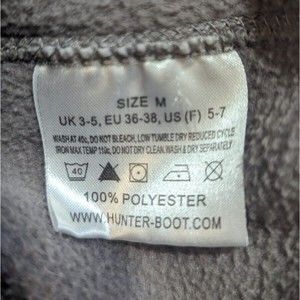 SIZE M
UK 3-5, EU 36-38, US (F) 5-7
WASH AT 40c, DO NOT BLEACH, LOW TUMBLE DRY REDUCED CYCLE
IRON MAX TEMP 110c, DO NOT DRY CLEAN. WASH & DRY SEPARATELY
40
100% POLYESTER
WWW.HUNTER-BOOT.COM